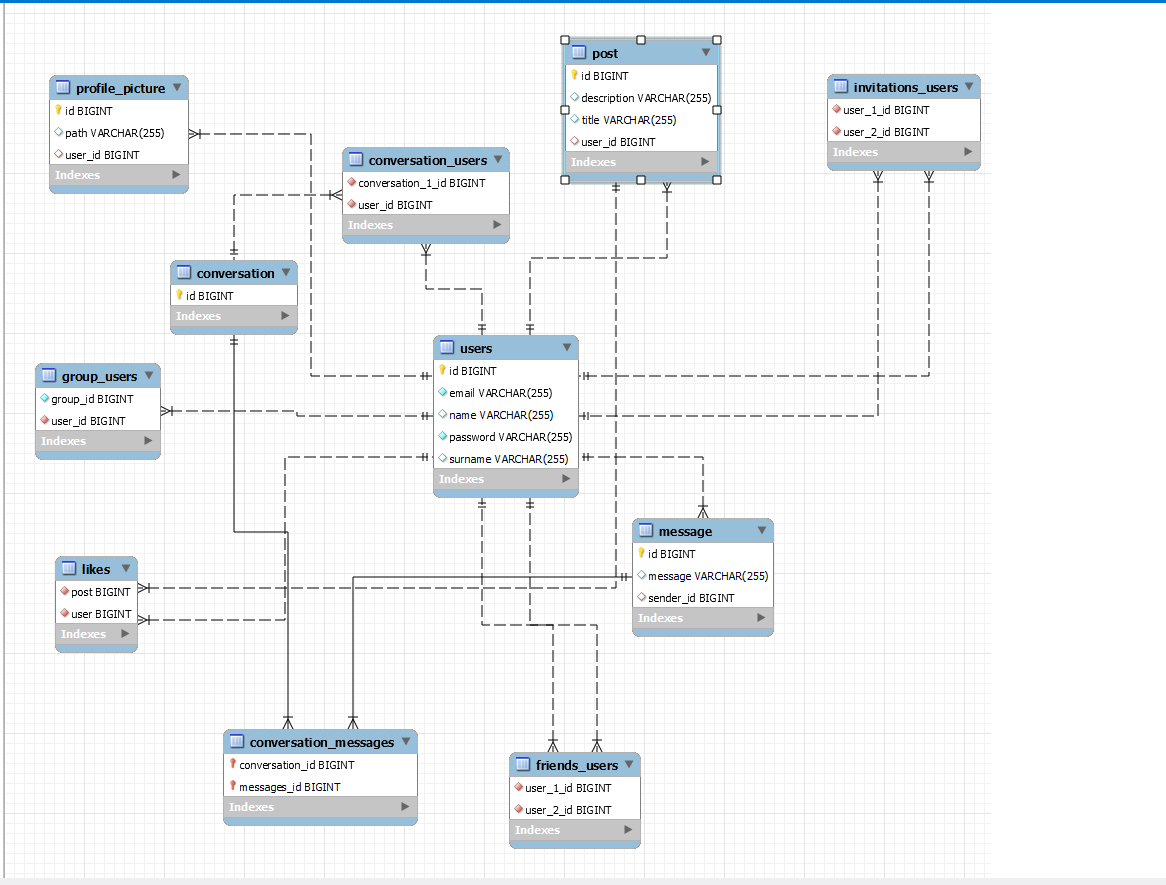 profile_picture
id BIGINT
path VARCHAR(255)
user_id BIGINT
Indexes
conversation_users
conversation_1_id BIGINT
user_id BIGINT
Indexes
post
id BIGINT
description VARCHAR(255)
title VARCHAR(255)
user_id BIGINT
Indexes
invitations_users
user_1_id BIGINT
user_2_id BIGINT
Indexes
conversation
id BIGINT
Indexes
group_users
group_id BIGINT
user_id BIGINT
Indexes
users
id BIGINT
email VARCHAR(255)
name VARCHAR(255)
password VARCHAR(255)
surname VARCHAR(255)
Indexes
message
id BIGINT
message VARCHAR(255)
sender_id BIGINT
Indexes
likes
post BIGINT
user BIGINT
Indexes
conversation_messages
conversation_id BIGINT
messages_id BIGINT
Indexes
friends_users
user_1_id BIGINT
user_2_id BIGINT
Indexes